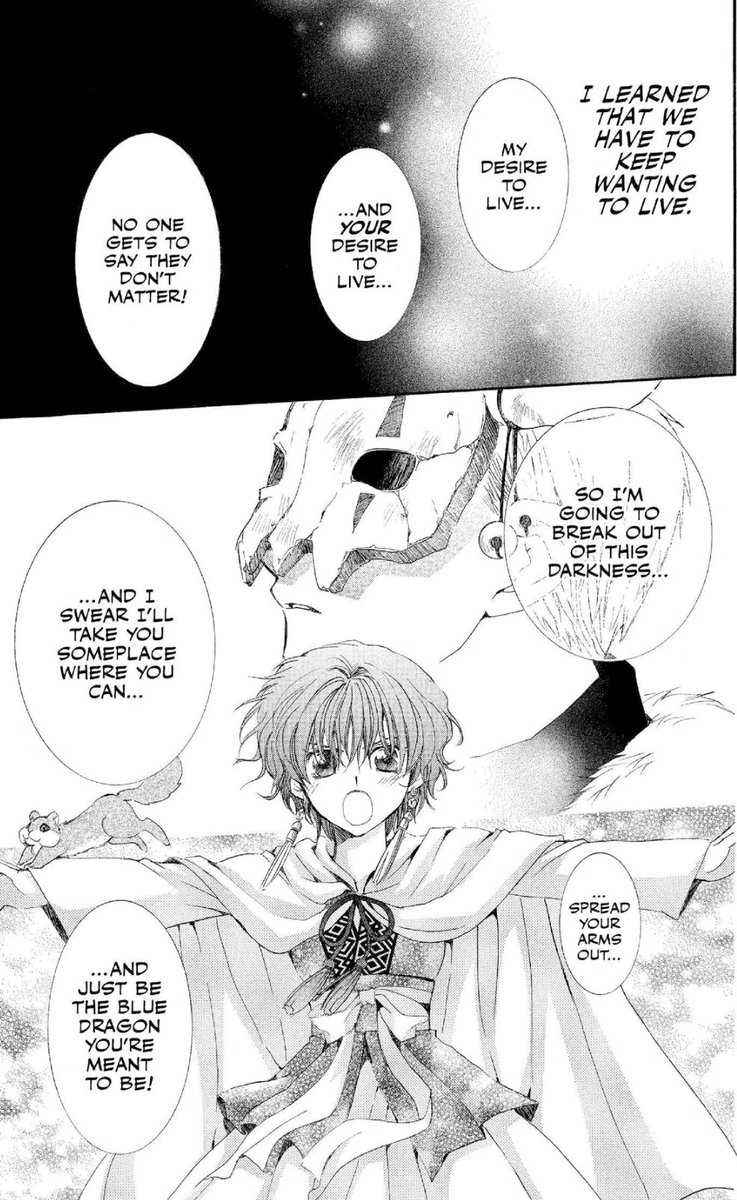 I LEARNED
THAT WE
HAVE TO
KEEP
WANTING
TO LIVE.
MY
DESIRE
TO
LIVE...
...AND
YOUR
DESIRE
TO
LIVE...
NO ONE
GETS TO
SAY THEY
DON'T
MATTER!
SO I'M
GOING TO
BREAK OUT
OF THIS
DARKNESS...
...AND I
SWEAR I'LL
TAKE YOU
SOMEPLACE
WHERE YOU
CAN...
...
SPREAD
YOUR
ARMS
OUT...
...AND
JUST BE
THE BLUE
DRAGON
YOU'RE
MEANT
TO BE!